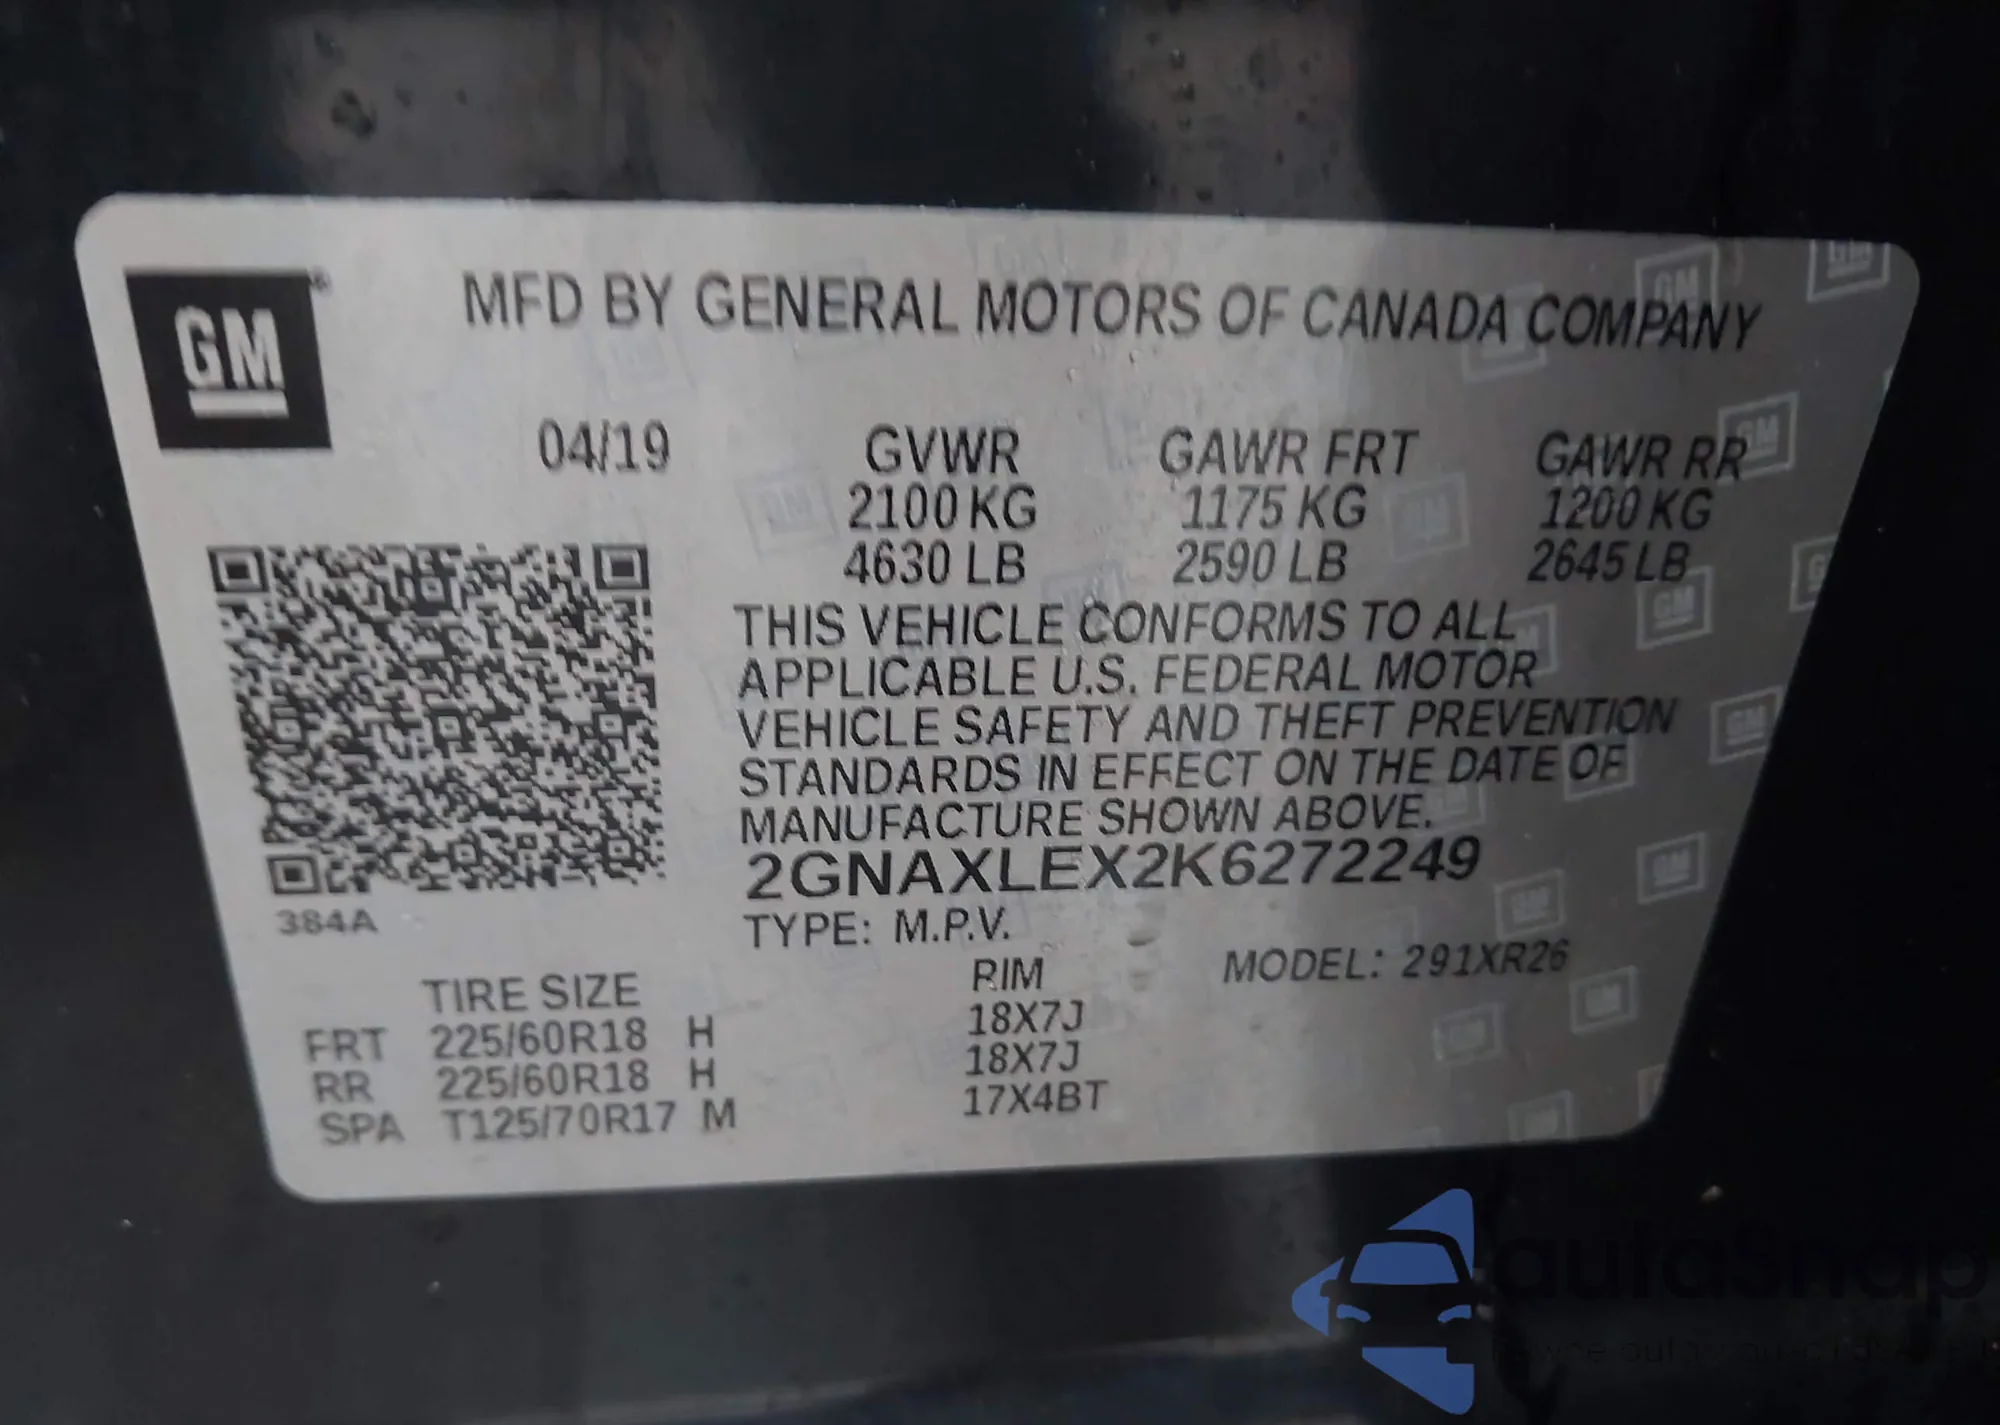 GM
MFD BY GENERAL MOTORS OF CANADA COMPANY
04/19
GVWR GAWR FRT GAWR RR
2100 KG 1175 KG 1200 KG
4630 LB 2590 LB 2645 LB
THIS VEHICLE CONFORMS TO ALL
APPLICABLE U.S. FEDERAL MOTOR
VEHICLE SAFETY AND THEFT PREVENTION
STANDARDS IN EFFECT ON THE DATE OF
MANUFACTURE SHOWN ABOVE.
2GNAXLEX2K6272249
384A
TYPE: M.P.V.
MODEL: 291XR26
TIRE SIZE RIM
FRT 225/60R18 H 18X7J
RR 225/60R18 H 18X7J
SPA T125/70R17 M 17X4BT
autaSnap